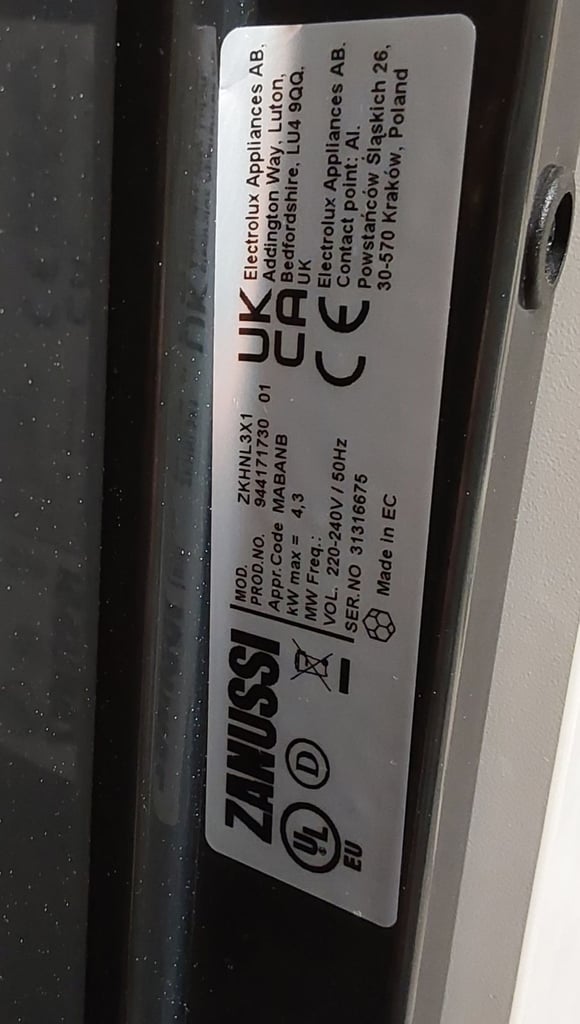 ZANUSSI
UL
D
EU
MOD. ZKHNL3X1
PROD.NO. 944171730 01
Appr.Code MABANB
kW max = 4,3
MW Freq.:
VOL. 220-240V / 50Hz
SER.NO 31316675
Made in EC
UK
CA
Electrolux Appliances AB,
Addington Way, Luton,
Bedfordshire, LU4 9QQ,
UK
CE
Electrolux Appliances AB.
Contact point: Al.
Powstańców Śląskich 26,
30-570 Kraków, Poland